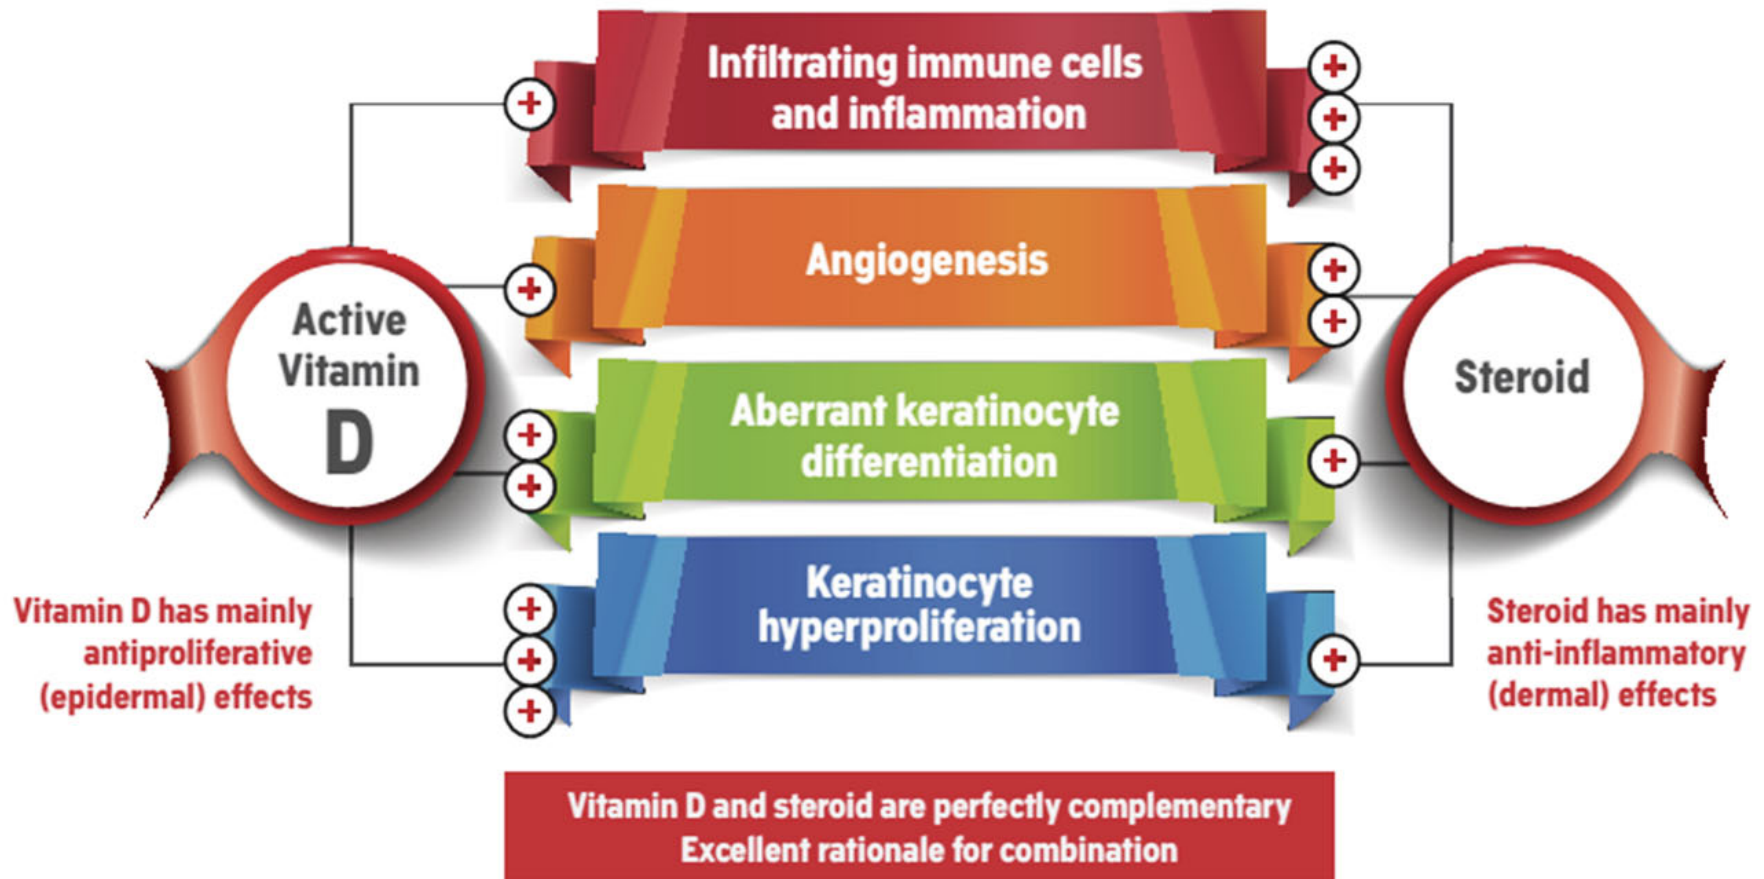 Infiltrating immune cells
and inflammation
+
+
+
+
Angiogenesis
+
+
+
Active
Vitamin
D
Steroid
Aberrant keratinocyte
differentiation
+
+
+
Keratinocyte
hyperproliferation
+
+
+
+
Vitamin D has mainly
antiproliferative
(epidermal) effects
Steroid has mainly
anti-inflammatory
(dermal) effects
Vitamin D and steroid are perfectly complementary
Excellent rationale for combination